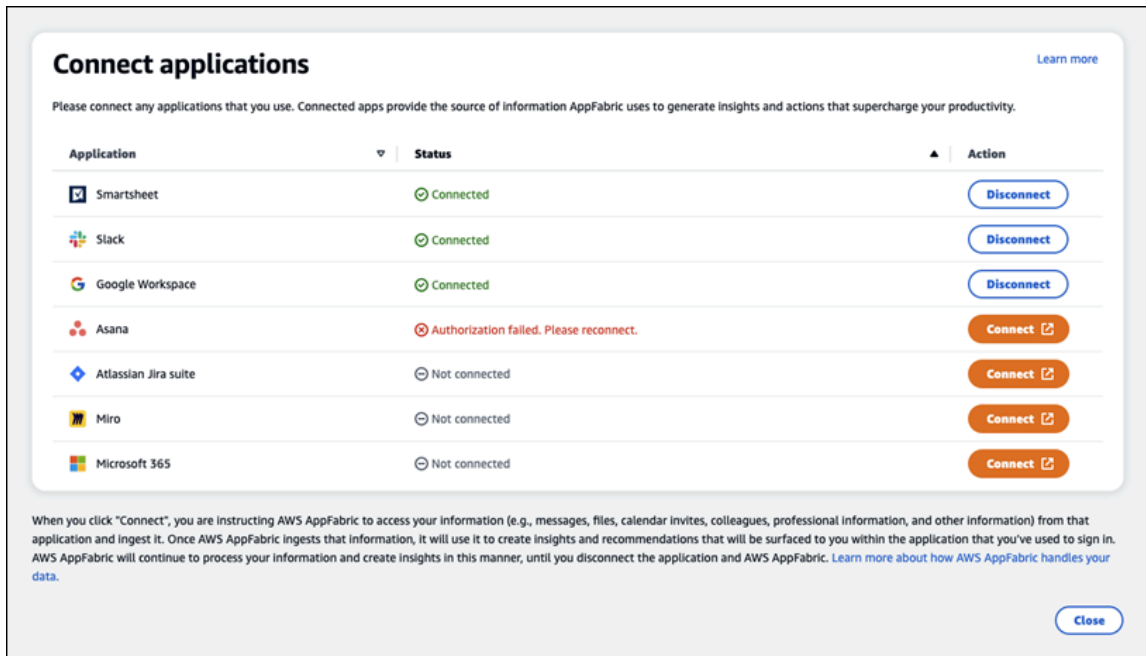 Connect applications
Learn more
Please connect any applications that you use. Connected apps provide the source of information AppFabric uses to generate insights and actions that supercharge your productivity.
Application Status Action
Smartsheet Connected Disconnect
Slack Connected Disconnect
Google Workspace Connected Disconnect
Asana Authorization failed. Please reconnect. Connect
Atlassian Jira suite Not connected Connect
Miro Not connected Connect
Microsoft 365 Not connected Connect
When you click "Connect", you are instructing AWS AppFabric to access your information (e.g., messages, files, calendar invites, colleagues, professional information, and other information) from that
application and ingest it. Once AWS AppFabric ingests that information, it will use it to create insights and recommendations that will be surfaced to you within the application that you've used to sign in.
AWS AppFabric will continue to process your information and create insights in this manner, until you disconnect the application and AWS AppFabric. Learn more about how AWS AppFabric handles your
data.
Close